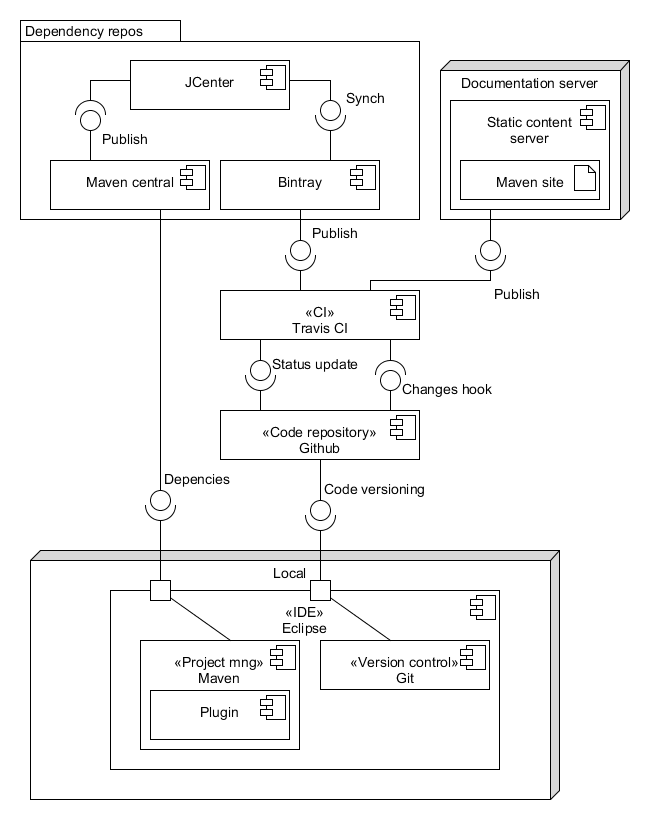 Dependency repos
JCenter
Synch
Publish
Maven central
Bintray
Documentation server
Static content
server
Maven site
Publish
Publish
«CI»
Travis CI
Status update
Changes hook
«Code repository»
Github
Depencies
Code versioning
Local
«IDE»
Eclipse
«Project mng»
Maven
Plugin
«Version control»
Git